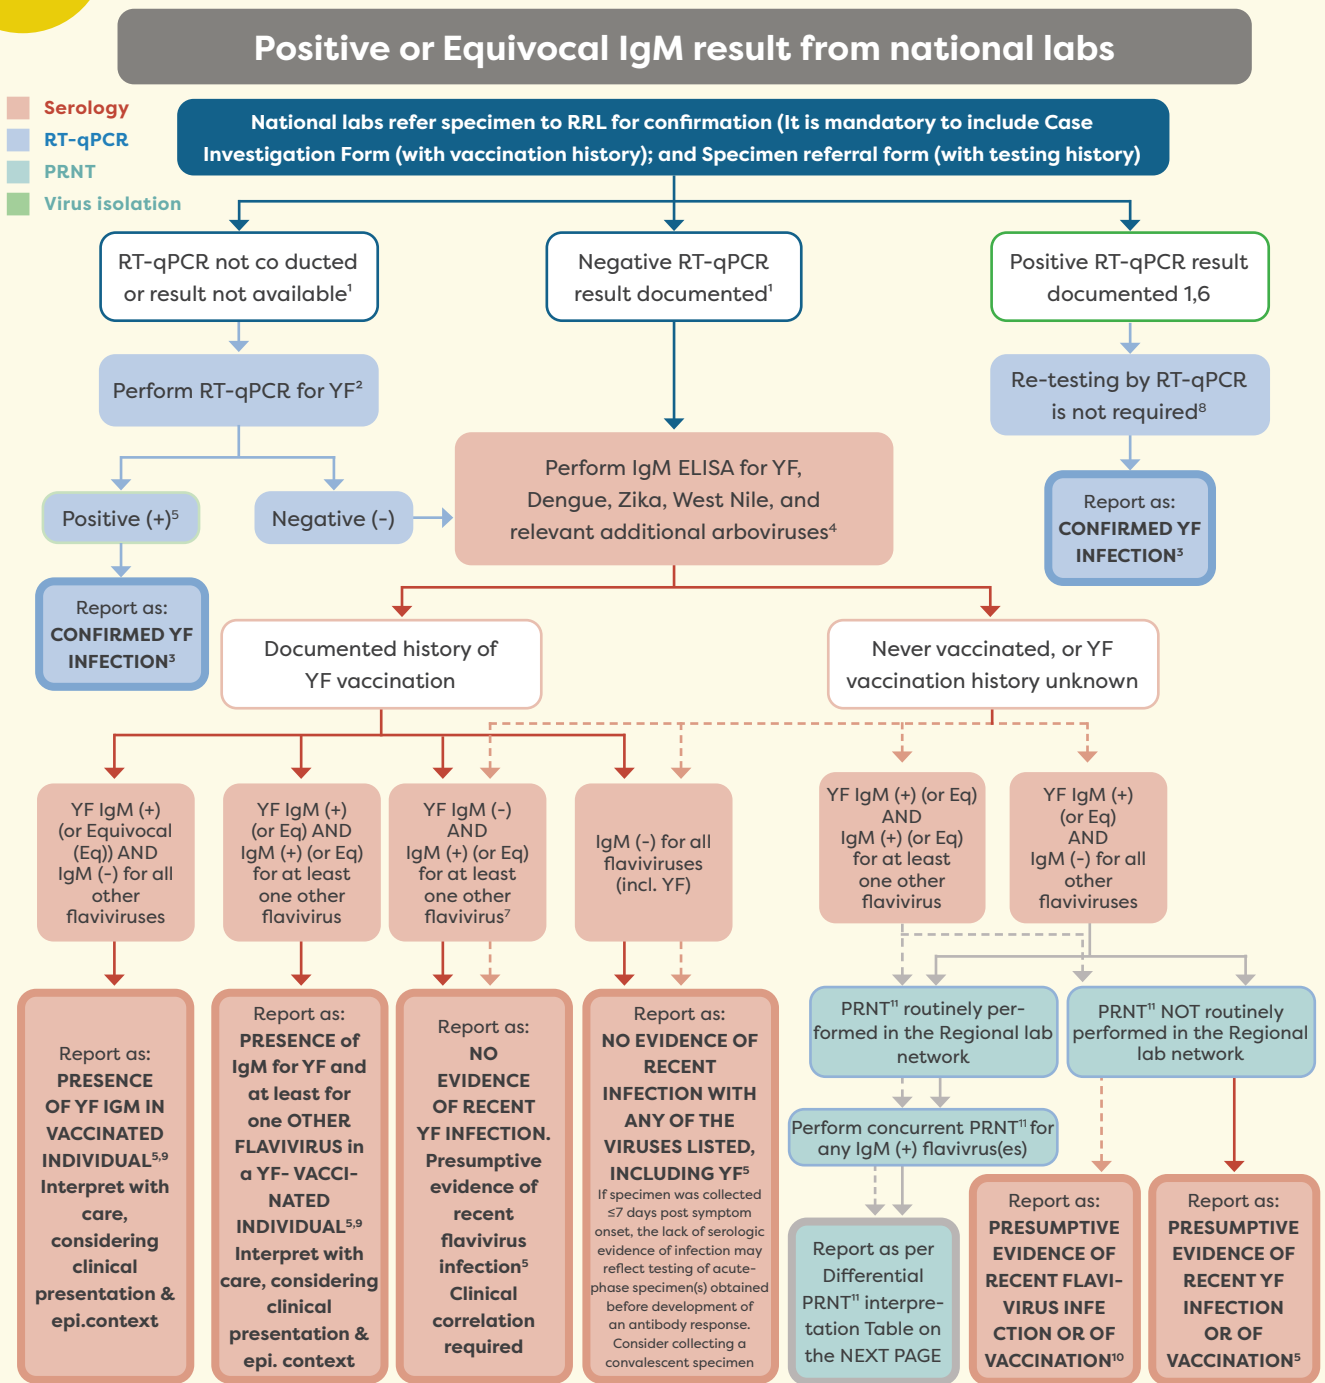 Positive or Equivocal IgM result from national labs
Serology
RT-qPCR
PRNT
Virus isolation
National labs refer specimen to RRL for confirmation (It is mandatory to include Case
Investigation Form (with vaccination history); and Specimen referral form (with testing history)
RT-qPCR not co ducted
or result not available¹
Negative RT-qPCR
result documented¹
Positive RT-qPCR result
documented 1,6
Perform RT-qPCR for YF²
Re-testing by RT-qPCR
is not required⁸
Positive (+)⁵
Negative (-)
Perform IgM ELISA for YF,
Dengue, Zika, West Nile, and
relevant additional arboviruses⁴
Report as:
CONFIRMED YF
INFECTION³
Report as:
CONFIRMED YF
INFECTION³
Documented history of
YF vaccination
Never vaccinated, or YF
vaccination history unknown
YF IgM (+)
(or Equivocal
(Eq)) AND
IgM (-) for all
other
flaviviruses
YF IgM (+)
(or Eq) AND
IgM (+) (or Eq)
for at least
one other
flavivirus
YF IgM (-)
AND
IgM (+) (or Eq)
for at least
one other
flavivirus⁷
IgM (-) for all
flaviviruses
(incl. YF)
YF IgM (+) (or Eq)
AND
IgM (+) (or Eq)
for at least
one other
flavivirus
YF IgM (+)
(or Eq)
AND
IgM (-) for all
other
flaviviruses
Report as:
PRESENCE
OF YF IGM IN
VACCINATED
INDIVIDUAL⁵,⁹
Interpret with
care,
considering
clinical
presentation &
epi.context
Report as:
PRESENCE of
IgM for YF and
at least for
one OTHER
FLAVIVIRUS in
a YF- VACCI-
NATED
INDIVIDUAL⁵,⁹
Interpret with
care, considering
clinical
presentation &
epi. context
Report as:
NO
EVIDENCE
OF RECENT
YF INFECTION.
Presumptive
evidence of
recent
flavivirus
infection⁵
Clinical
correlation
required
Report as:
NO EVIDENCE OF
RECENT
INFECTION WITH
ANY OF THE
VIRUSES LISTED,
INCLUDING YF⁵
If specimen was collected
≤7 days post symptom
onset, the lack of serologic
evidence of infection may
reflect testing of acute-
phase specimen(s) obtained
before development of
an antibody response.
Consider collecting a
convalescent specimen
PRNT¹¹ routinely per-
formed in the Regional lab
network
PRNT¹¹ NOT routinely
performed in the Regional
lab network
Perform concurrent PRNT¹¹ for
any IgM (+) flavivrus(es)
Report as per
Differential
PRNT¹¹ interpre-
tation Table on
the NEXT PAGE
Report as:
PRESUMPTIVE
EVIDENCE OF
RECENT FLAVI-
VIRUS INFE
CTION OR OF
VACCINATION¹⁰
Report as:
PRESUMPTIVE
EVIDENCE OF
RECENT YF
INFECTION
OR OF
VACCINATION⁵